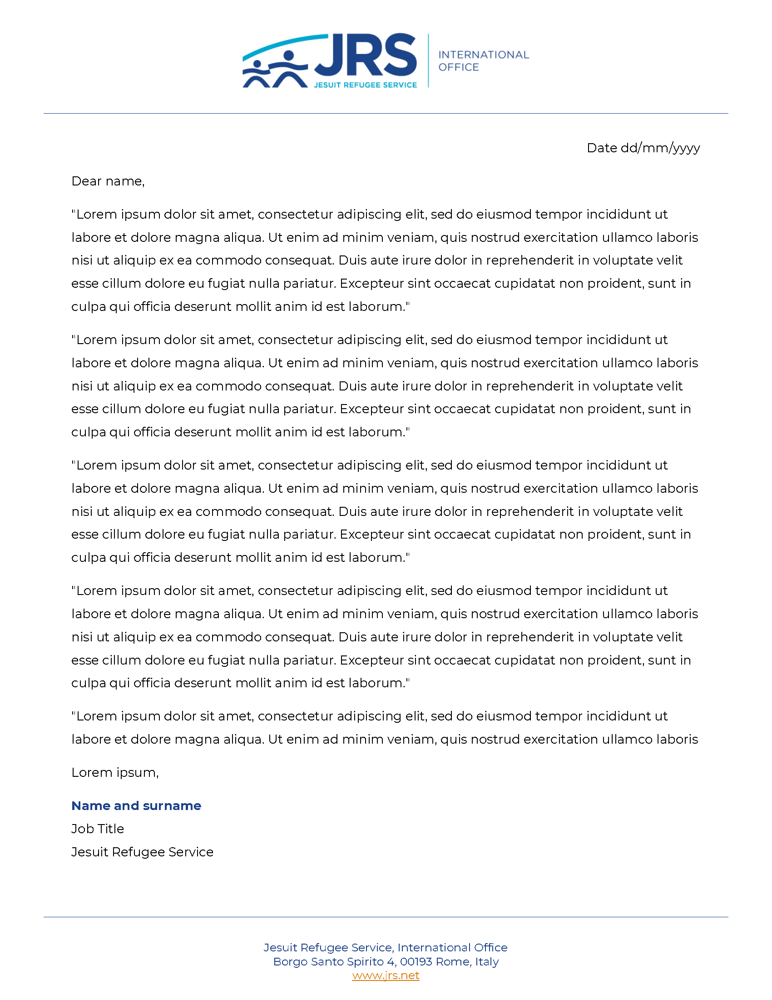 JRS
JESUIT REFUGEE SERVICE
INTERNATIONAL
OFFICE
Date dd/mm/yyyy
Dear name,
"Lorem ipsum dolor sit amet, consectetur adipiscing elit, sed do eiusmod tempor incididunt ut
labore et dolore magna aliqua. Ut enim ad minim veniam, quis nostrud exercitation ullamco laboris
nisi ut aliquip ex ea commodo consequat. Duis aute irure dolor in reprehenderit in voluptate velit
esse cillum dolore eu fugiat nulla pariatur. Excepteur sint occaecat cupidatat non proident, sunt in
culpa qui officia deserunt mollit anim id est laborum."
"Lorem ipsum dolor sit amet, consectetur adipiscing elit, sed do eiusmod tempor incididunt ut
labore et dolore magna aliqua. Ut enim ad minim veniam, quis nostrud exercitation ullamco laboris
nisi ut aliquip ex ea commodo consequat. Duis aute irure dolor in reprehenderit in voluptate velit
esse cillum dolore eu fugiat nulla pariatur. Excepteur sint occaecat cupidatat non proident, sunt in
culpa qui officia deserunt mollit anim id est laborum."
"Lorem ipsum dolor sit amet, consectetur adipiscing elit, sed do eiusmod tempor incididunt ut
labore et dolore magna aliqua. Ut enim ad minim veniam, quis nostrud exercitation ullamco laboris
nisi ut aliquip ex ea commodo consequat. Duis aute irure dolor in reprehenderit in voluptate velit
esse cillum dolore eu fugiat nulla pariatur. Excepteur sint occaecat cupidatat non proident, sunt in
culpa qui officia deserunt mollit anim id est laborum."
"Lorem ipsum dolor sit amet, consectetur adipiscing elit, sed do eiusmod tempor incididunt ut
labore et dolore magna aliqua. Ut enim ad minim veniam, quis nostrud exercitation ullamco laboris
nisi ut aliquip ex ea commodo consequat. Duis aute irure dolor in reprehenderit in voluptate velit
esse cillum dolore eu fugiat nulla pariatur. Excepteur sint occaecat cupidatat non proident, sunt in
culpa qui officia deserunt mollit anim id est laborum."
"Lorem ipsum dolor sit amet, consectetur adipiscing elit, sed do eiusmod tempor incididunt ut
labore et dolore magna aliqua. Ut enim ad minim veniam, quis nostrud exercitation ullamco laboris
Lorem ipsum,
Name and surname
Job Title
Jesuit Refugee Service
Jesuit Refugee Service, International Office
Borgo Santo Spirito 4, 00193 Rome, Italy
www.jrs.net